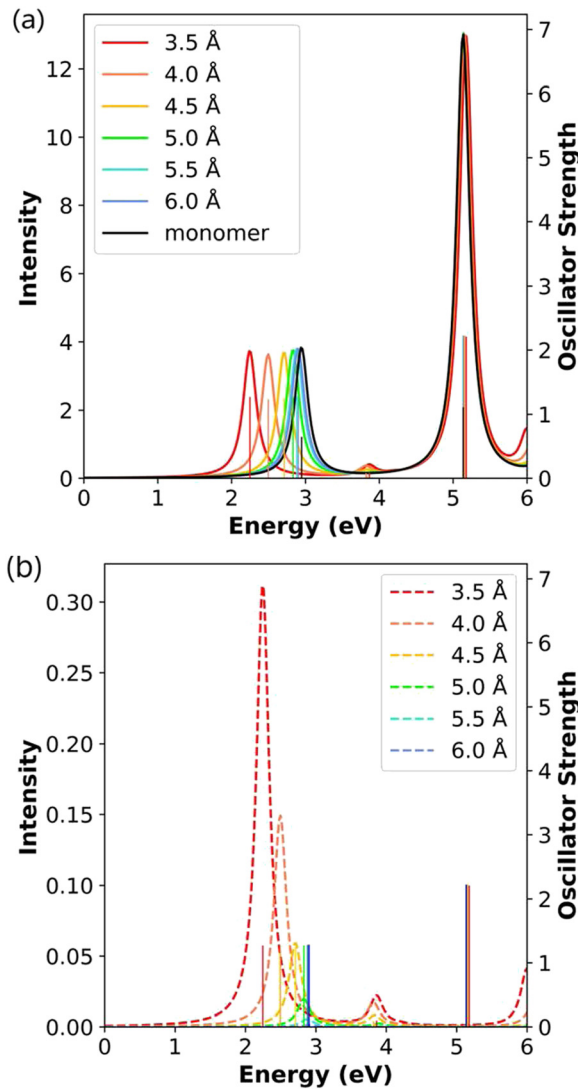 (a)
3.5 Å
4.0 Å
4.5 Å
5.0 Å
5.5 Å
6.0 Å
monomer
12
10
8
6
4
2
0
Intensity
7
6
5
4
3
2
1
0
Oscillator Strength
0 1 2 3 4 5 6
Energy (eV)
(b)
3.5 Å
4.0 Å
4.5 Å
5.0 Å
5.5 Å
6.0 Å
0.30
0.25
0.20
0.15
0.10
0.05
0.00
Intensity
7
6
5
4
3
2
1
0
Oscillator Strength
0 1 2 3 4 5 6
Energy (eV)